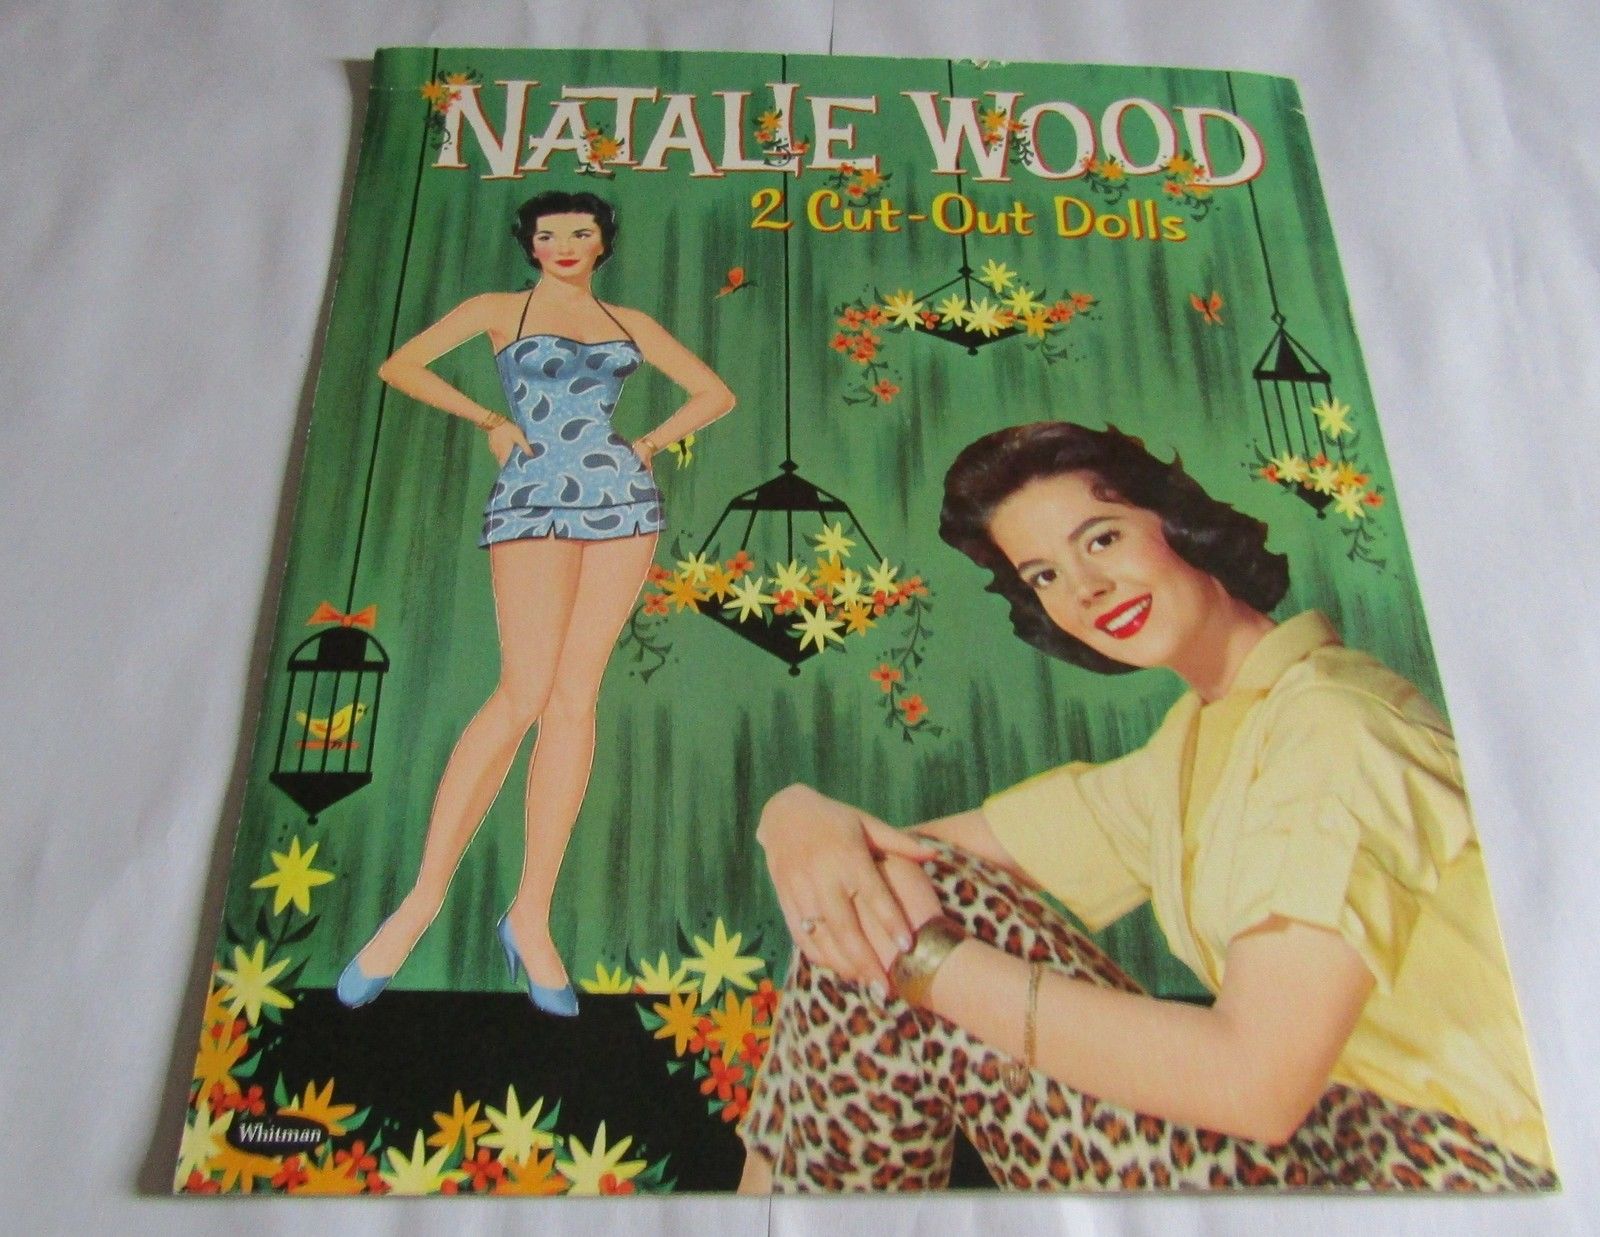 NATALIE WOOD
2 Cut-Out Dolls
Whitman